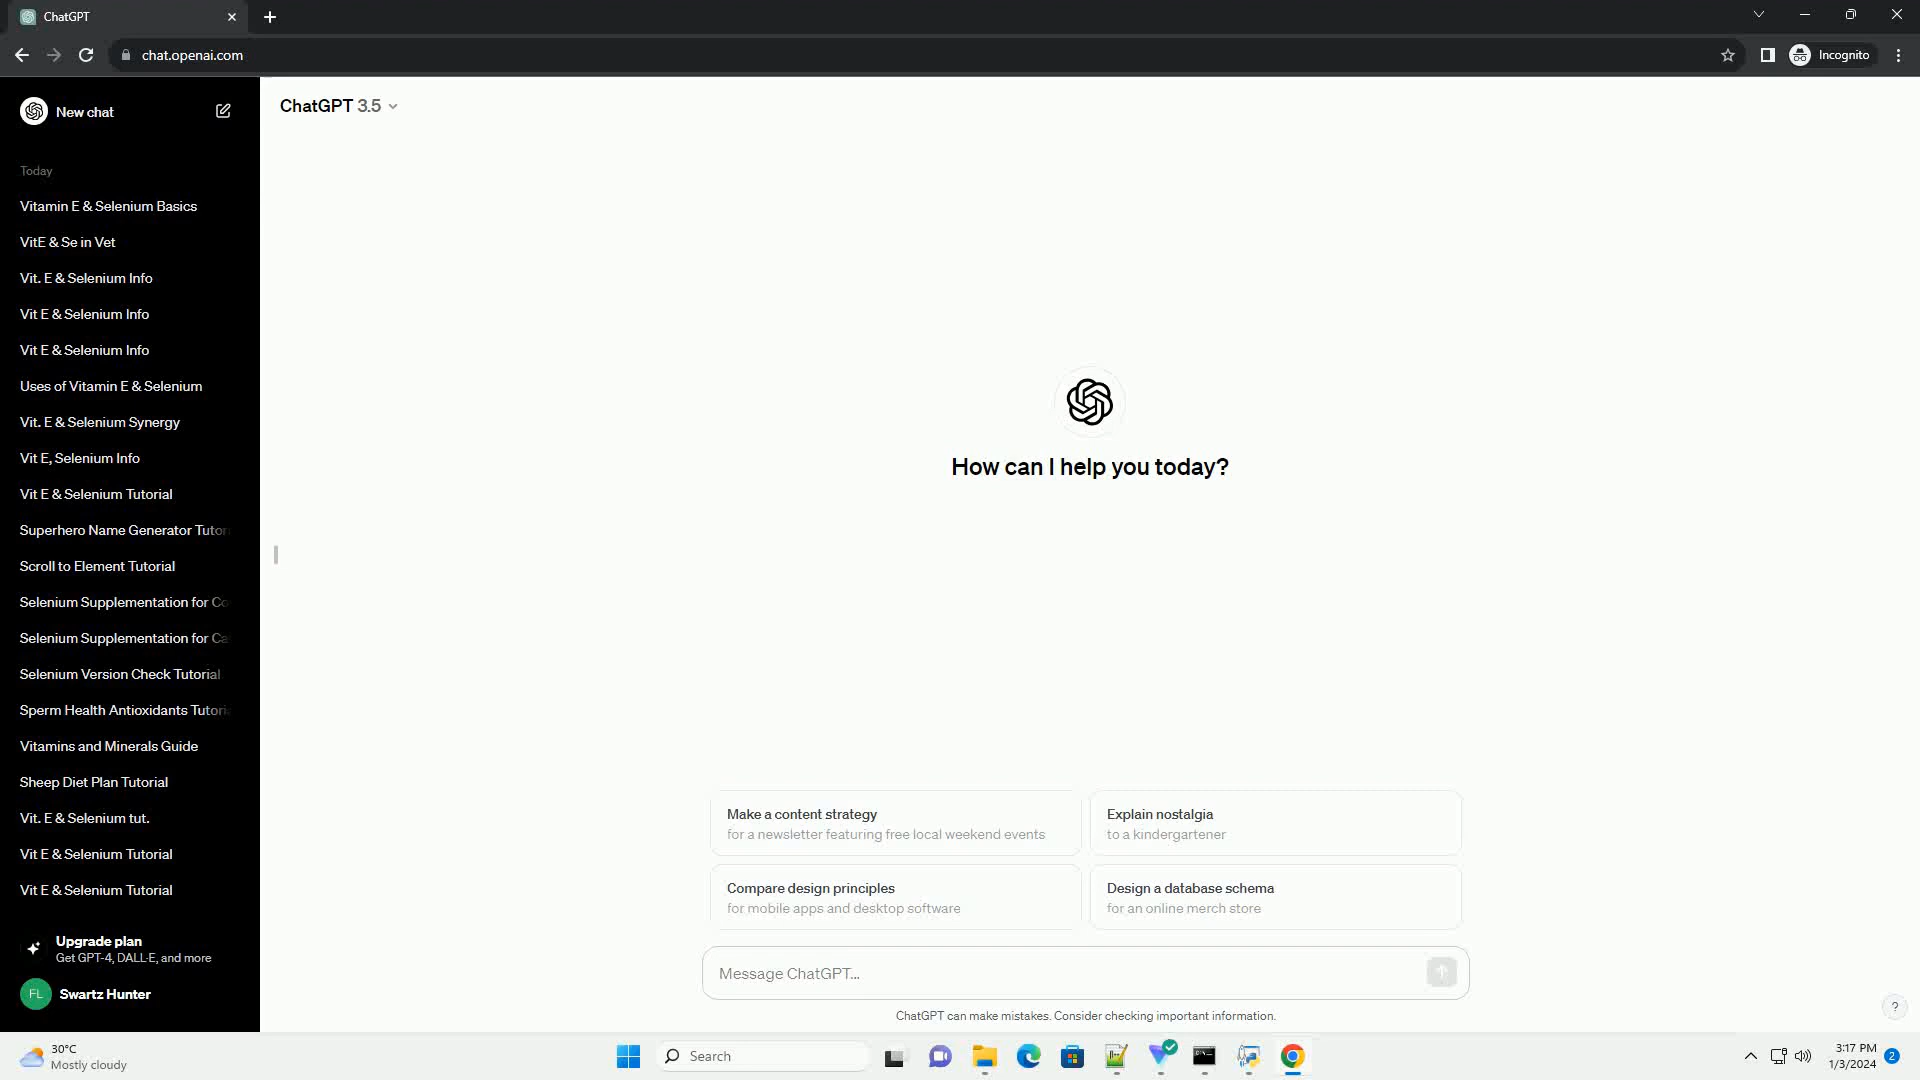 ChatGPT
chat.openai.com
Incognito
New chat
ChatGPT 3.5
Today
Vitamin E & Selenium Basics
VitE & Se in Vet
Vit. E & Selenium Info
Vit E & Selenium Info
Vit E & Selenium Info
Uses of Vitamin E & Selenium
Vit. E & Selenium Synergy
Vit E, Selenium Info
Vit E & Selenium Tutorial
Superhero Name Generator Tutor
Scroll to Element Tutorial
Selenium Supplementation for Co
Selenium Supplementation for Ca
Selenium Version Check Tutorial
Sperm Health Antioxidants Tutoria
Vitamins and Minerals Guide
Sheep Diet Plan Tutorial
Vit. E & Selenium tut.
Vit E & Selenium Tutorial
Vit E & Selenium Tutorial
Upgrade plan
Get GPT-4, DALL·E, and more
FL
Swartz Hunter
How can I help you today?
Make a content strategy
for a newsletter featuring free local weekend events
Explain nostalgia
to a kindergartener
Compare design principles
for mobile apps and desktop software
Design a database schema
for an online merch store
Message ChatGPT...
ChatGPT can make mistakes. Consider checking important information.
?
30°C
Mostly cloudy
Search
3:17 PM
1/3/2024
2